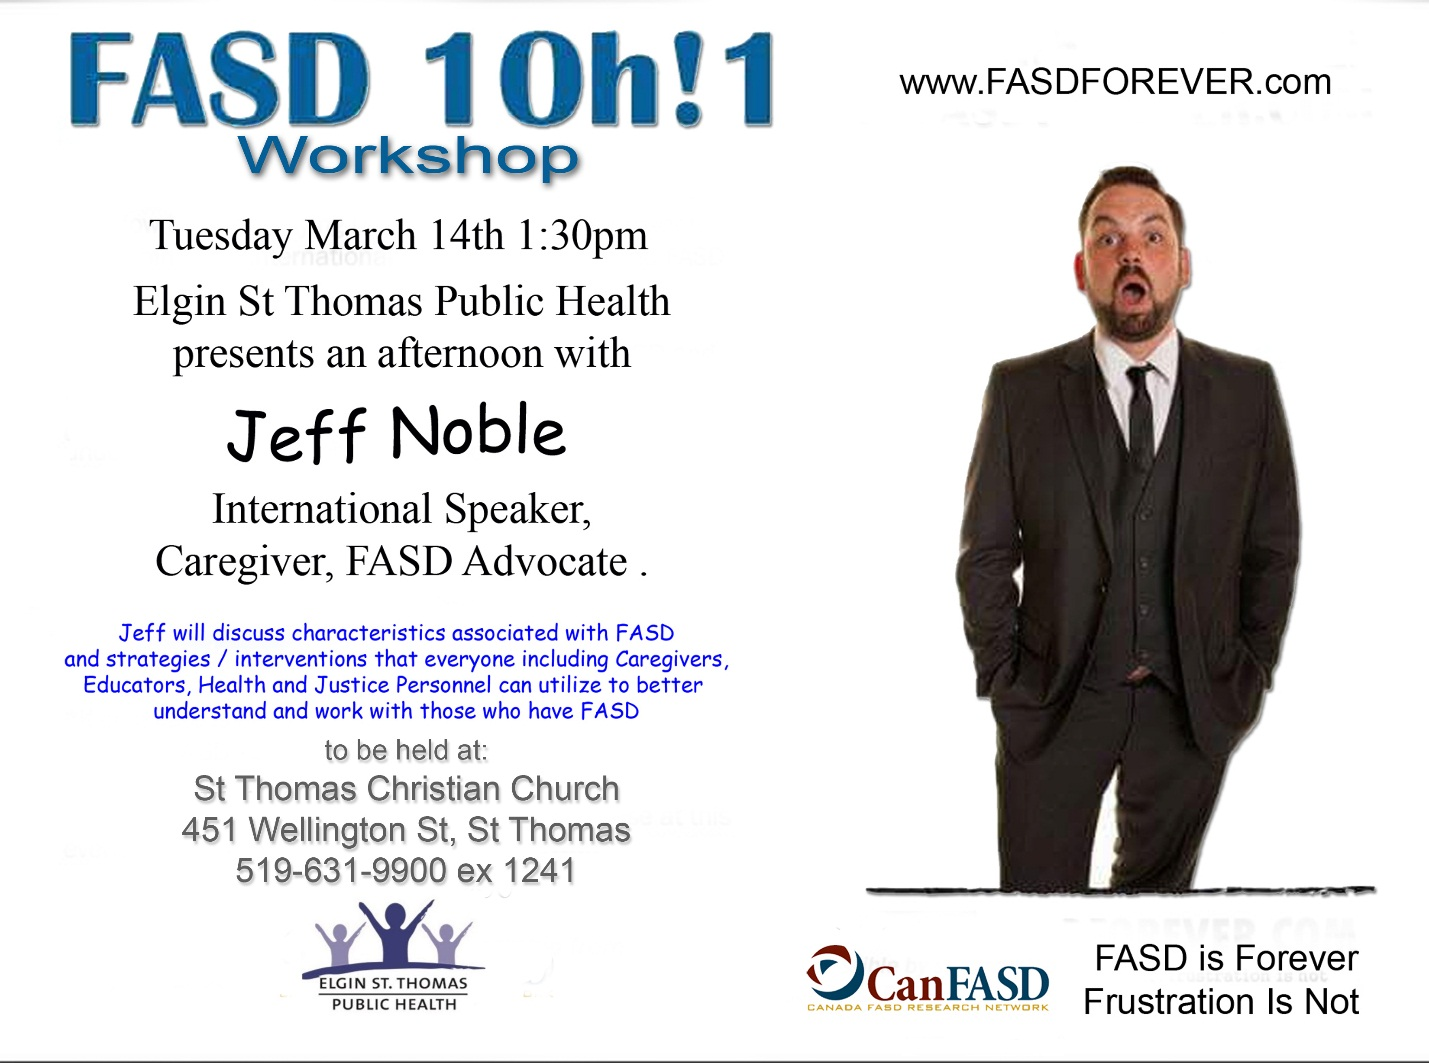 FASD 10h!1
Workshop
www.FASDFOREVER.com
Tuesday March 14th 1:30pm
Elgin St Thomas Public Health
presents an afternoon with
Jeff Noble
International Speaker,
Caregiver, FASD Advocate .
Jeff will discuss characteristics associated with FASD
and strategies / interventions that everyone including Caregivers,
Educators, Health and Justice Personnel can utilize to better
understand and work with those who have FASD
to be held at:
St Thomas Christian Church
451 Wellington St, St Thomas
519-631-9900 ex 1241
ELGIN ST. THOMAS
PUBLIC HEALTH
CanFASD
CANADA FASD RESEARCH NETWORK
FASD is Forever
Frustration Is Not